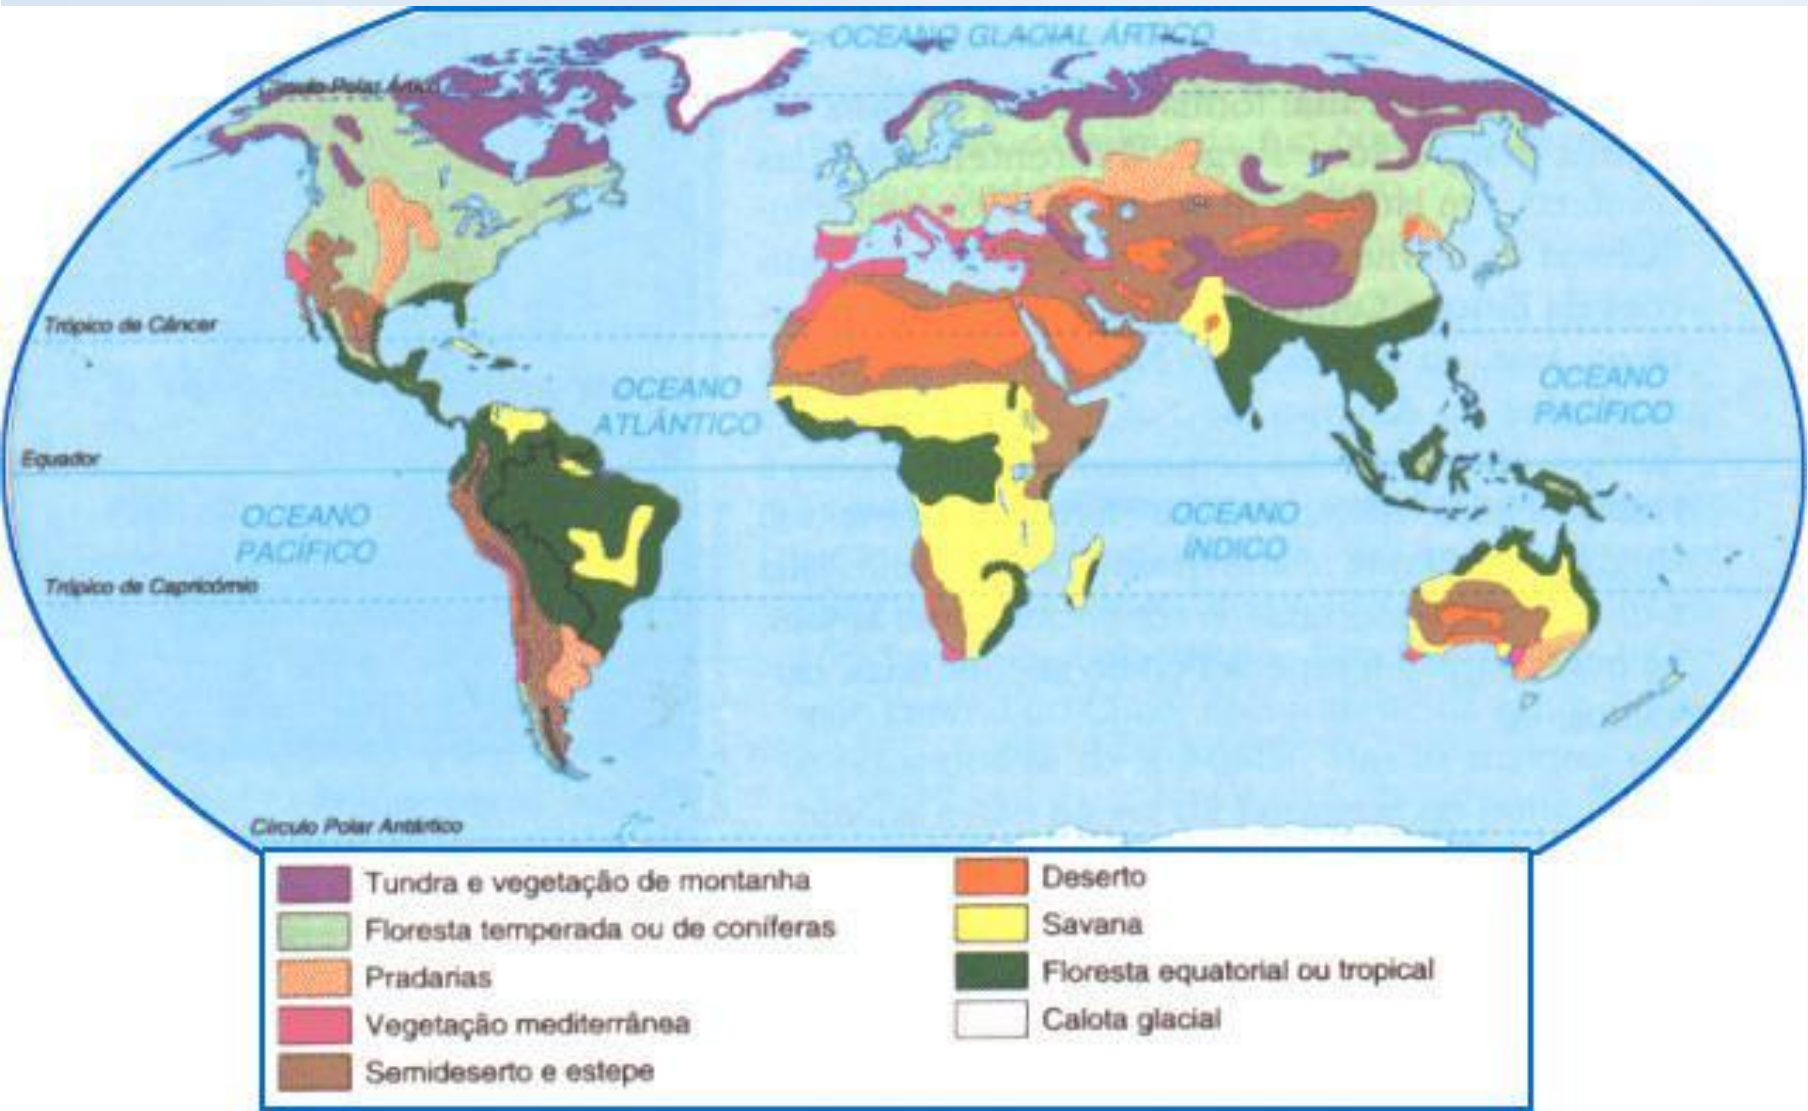 OCEANO GLACIAL ÁRTICO
Círculo Polar Ártico
Trópico de Câncer
OCEANO
ATLÂNTICO
OCEANO
PACÍFICO
Equador
OCEANO
PACÍFICO
OCEANO
ÍNDICO
Trópico de Capricórnio
Círculo Polar Antártico
Tundra e vegetação de montanha
Floresta temperada ou de coníferas
Pradarias
Vegetação mediterrânea
Semideserto e estepe
Deserto
Savana
Floresta equatorial ou tropical
Calota glacial